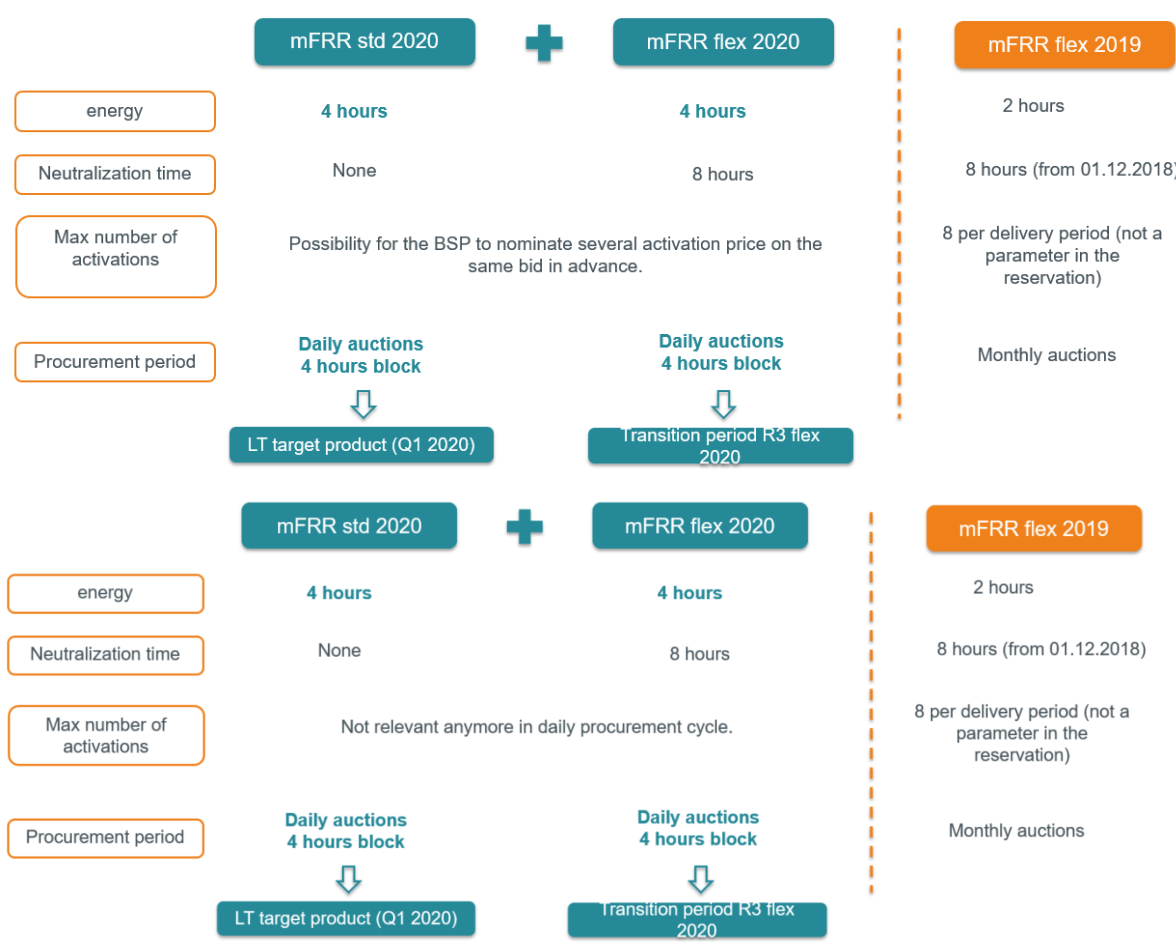 mFRR std 2020
mFRR flex 2020
mFRR flex 2019
energy
4 hours
4 hours
2 hours
Neutralization time
None
8 hours
8 hours (from 01.12.2018)
Max number of
activations
Possibility for the BSP to nominate several activation price on the
same bid in advance.
8 per delivery period (not a
parameter in the
reservation)
Procurement period
Daily auctions
4 hours block
Daily auctions
4 hours block
Monthly auctions
LT target product (Q1 2020)
Transition period R3 flex
2020
mFRR std 2020
mFRR flex 2020
mFRR flex 2019
energy
4 hours
4 hours
2 hours
Neutralization time
None
8 hours
8 hours (from 01.12.2018)
Max number of
activations
Not relevant anymore in daily procurement cycle.
8 per delivery period (not a
parameter in the
reservation)
Procurement period
Daily auctions
4 hours block
Daily auctions
4 hours block
Monthly auctions
LT target product (Q1 2020)
Transition period R3 flex
2020